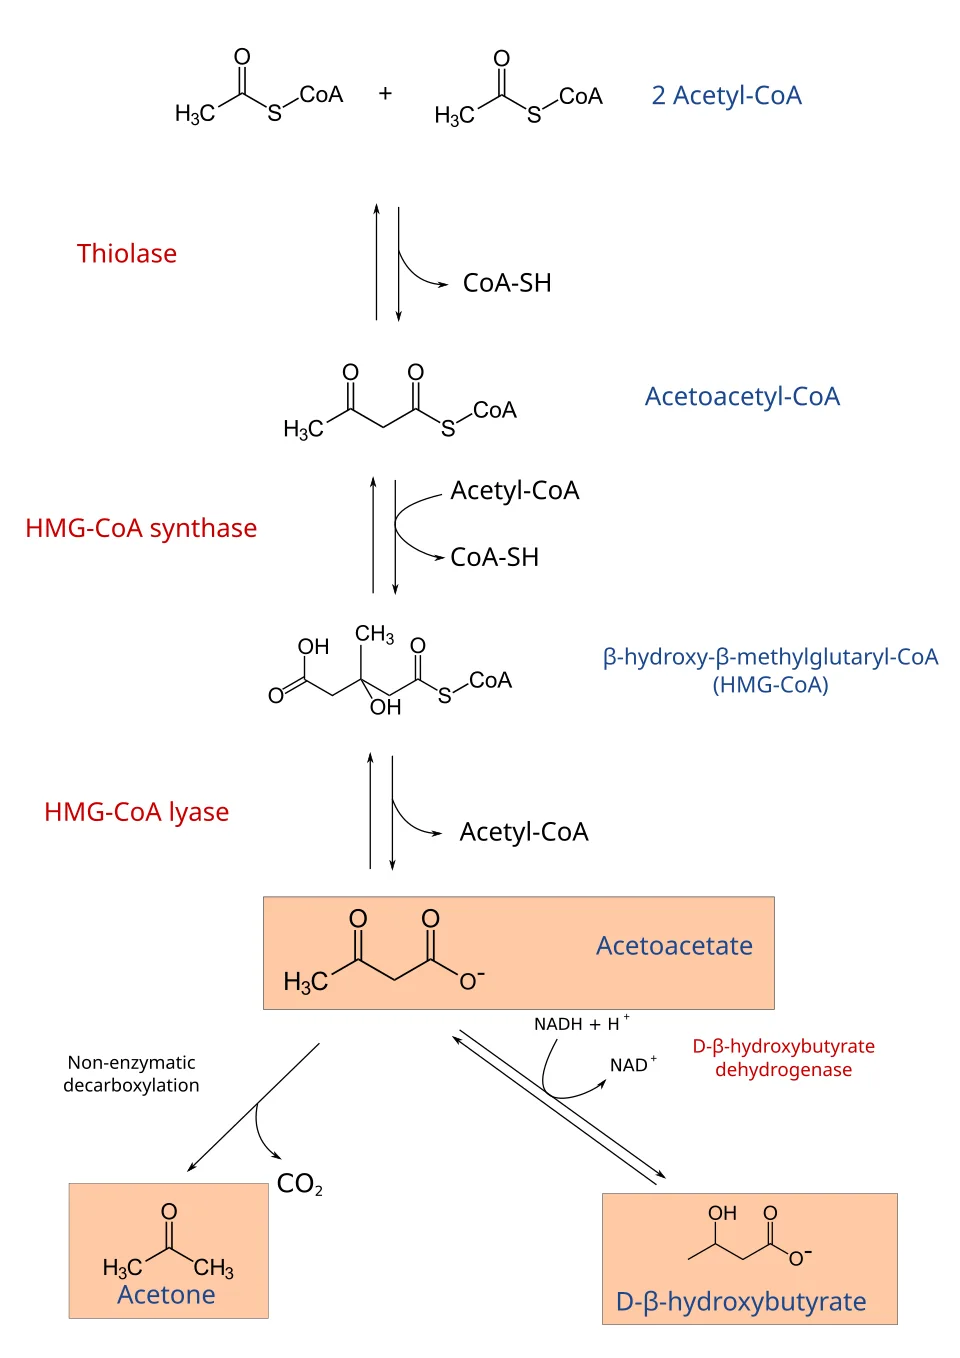 O
H₃C
S
CoA
+
O
H₃C
S
CoA
2 Acetyl-CoA
Thiolase
CoA-SH
O
O
H₃C
S
CoA
Acetoacetyl-CoA
Acetyl-CoA
HMG-CoA synthase
CoA-SH
OH
CH₃
O
O
OH
S
CoA
β-hydroxy-β-methylglutaryl-CoA
(HMG-CoA)
HMG-CoA lyase
Acetyl-CoA
O
O
H₃C
O⁻
Acetoacetate
NADH + H⁺
NAD⁺
D-β-hydroxybutyrate
dehydrogenase
Non-enzymatic
decarboxylation
CO₂
O
H₃C
CH₃
Acetone
OH
O
O⁻
D-β-hydroxybutyrate